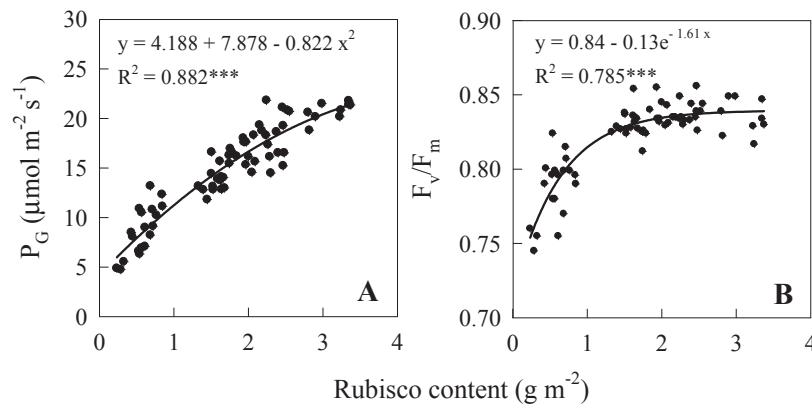 y = 4.188 + 7.878 - 0.822 x²
R² = 0.882***
30
25
20
15
10
5
0
P_G (µmol m⁻² s⁻¹)
A
0 1 2 3 4
y = 0.84 - 0.13e⁻ ¹·⁶¹ ˣ
R² = 0.785***
0.90
0.85
0.80
0.75
0.70
F_v/F_m
B
0 1 2 3 4
Rubisco content (g m⁻²)